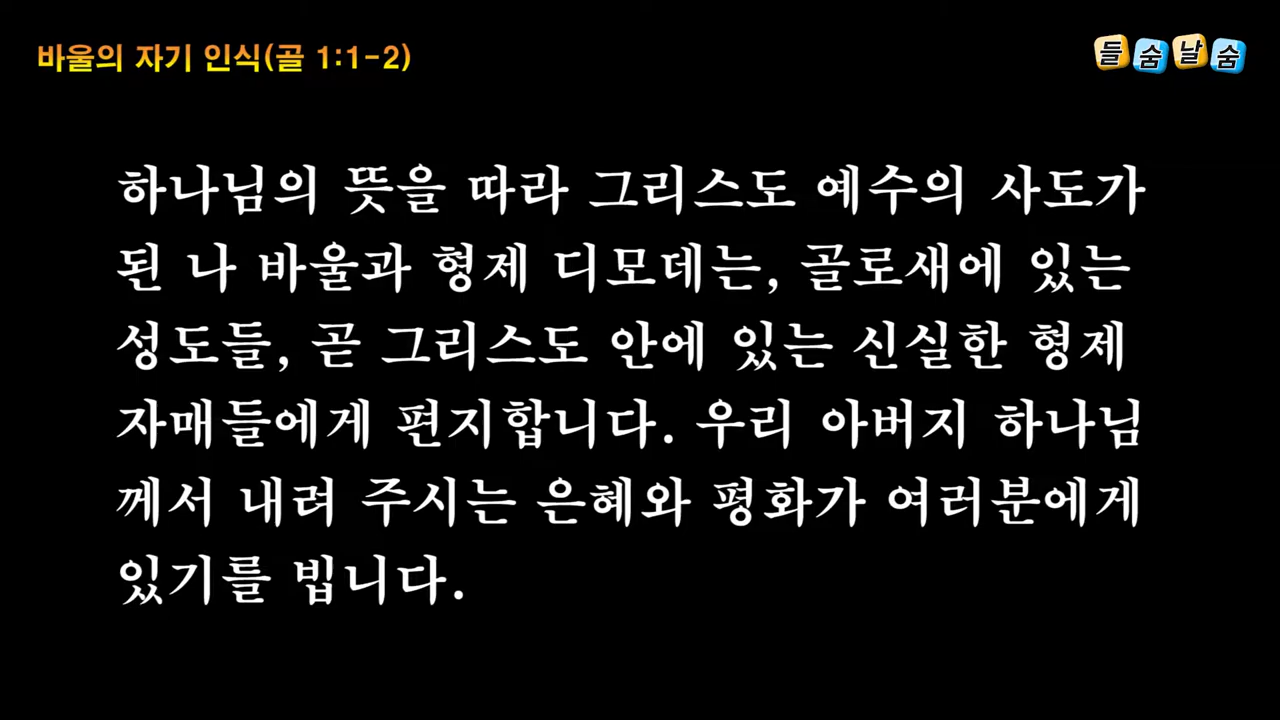 바울의 자기 인식(골 1:1-2)
들숨날숨
하나님의 뜻을 따라 그리스도 예수의 사도가
된 나 바울과 형제 디모데는, 골로새에 있는
성도들, 곧 그리스도 안에 있는 신실한 형제
자매들에게 편지합니다. 우리 아버지 하나님
께서 내려 주시는 은혜와 평화가 여러분에게
있기를 빕니다.